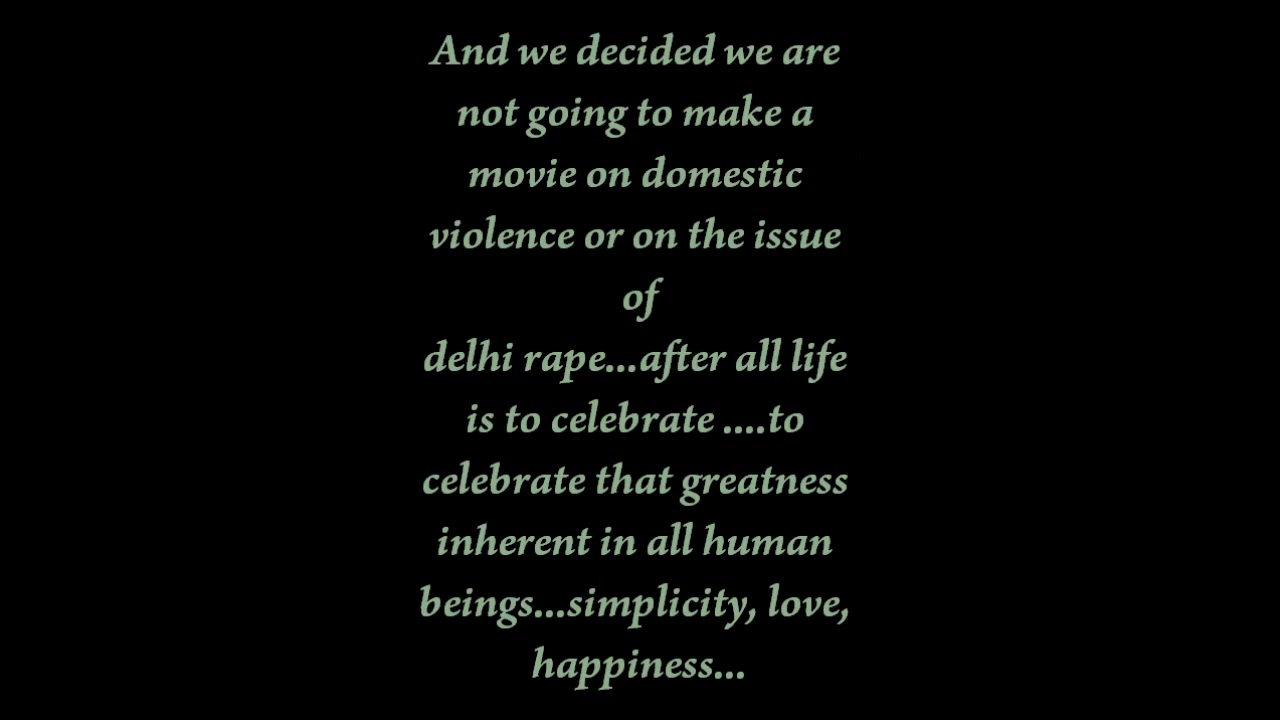 And we decided we are
not going to make a
movie on domestic
violence or on the issue
of
delhi rape...after all life
is to celebrate ....to
celebrate that greatness
inherent in all human
beings...simplicity, love,
happiness...